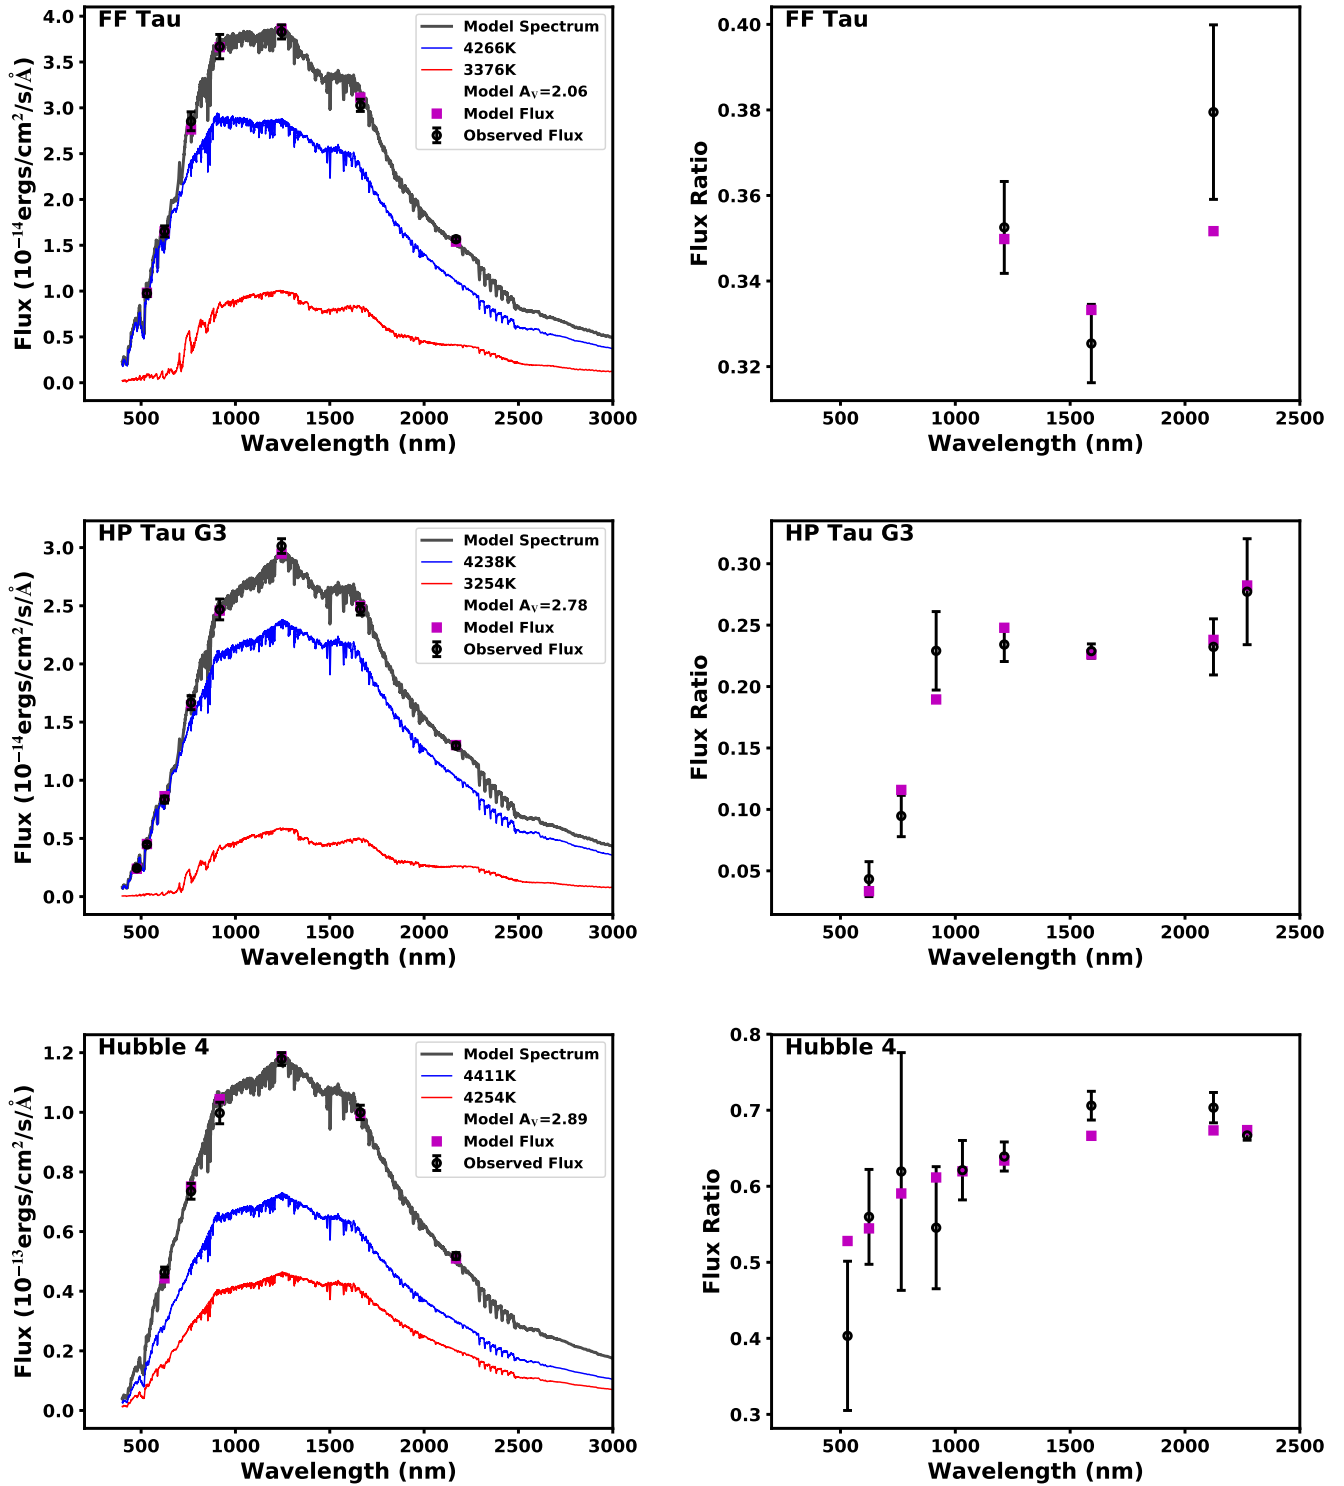 FF Tau
Model Spectrum
4266K
3376K
Model A_V=2.06
Model Flux
Observed Flux
4.0
3.5
3.0
2.5
2.0
1.5
1.0
0.5
0.0
500 1000 1500 2000 2500 3000
Wavelength (nm)
Flux (10⁻¹⁴ergs/cm²/s/Å)
FF Tau
0.40
0.38
0.36
0.34
0.32
500 1000 1500 2000 2500
Wavelength (nm)
Flux Ratio
HP Tau G3
Model Spectrum
4238K
3254K
Model A_V=2.78
Model Flux
Observed Flux
3.0
2.5
2.0
1.5
1.0
0.5
0.0
500 1000 1500 2000 2500 3000
Wavelength (nm)
Flux (10⁻¹⁴ergs/cm²/s/Å)
HP Tau G3
0.30
0.25
0.20
0.15
0.10
0.05
500 1000 1500 2000 2500
Wavelength (nm)
Flux Ratio
Hubble 4
Model Spectrum
4411K
4254K
Model A_V=2.89
Model Flux
Observed Flux
1.2
1.0
0.8
0.6
0.4
0.2
0.0
500 1000 1500 2000 2500 3000
Wavelength (nm)
Flux (10⁻¹³ergs/cm²/s/Å)
Hubble 4
0.8
0.7
0.6
0.5
0.4
0.3
500 1000 1500 2000 2500
Wavelength (nm)
Flux Ratio